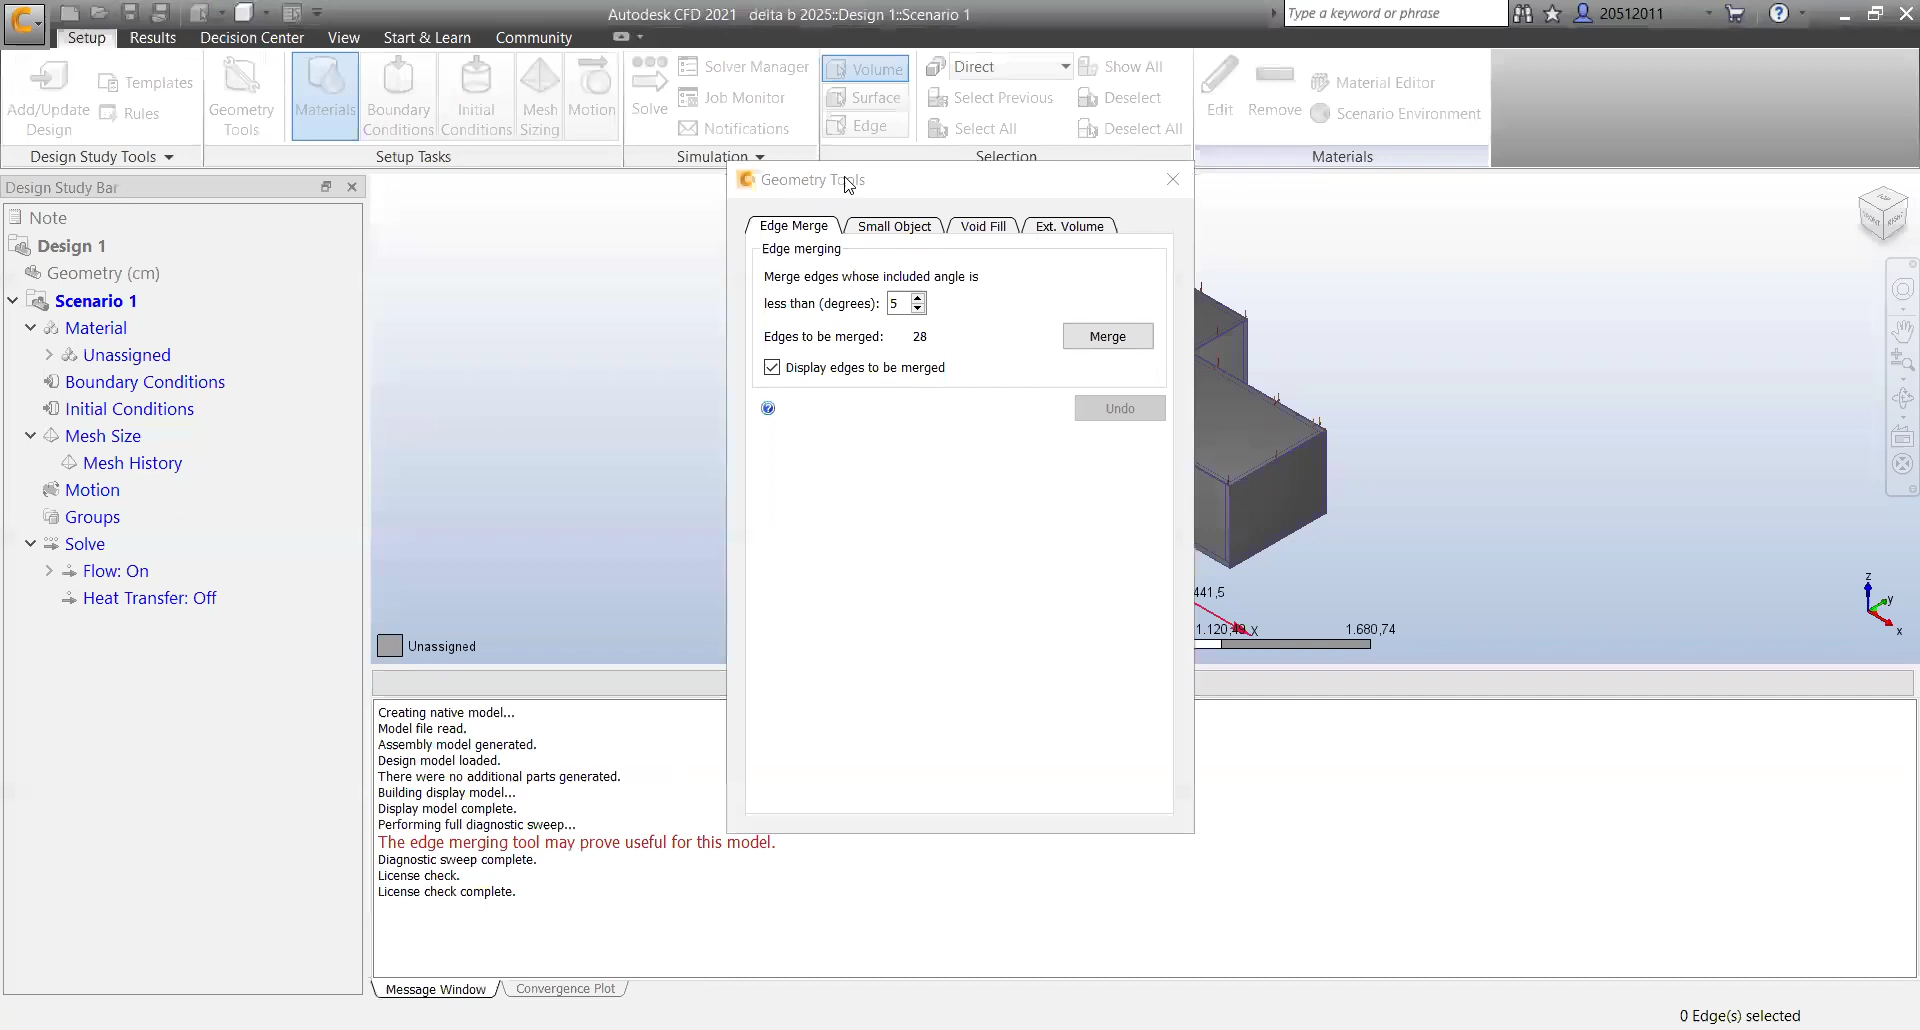 Autodesk CFD 2021 delta b 2025::Design 1::Scenario 1
Type a keyword or phrase
20512011
Setup Results Decision Center View Start & Learn Community
Add/Update Design
Templates
Rules
Geometry Tools
Materials
Boundary Conditions
Initial Conditions
Mesh Sizing
Motion
Solve
Solver Manager
Job Monitor
Notifications
Volume
Surface
Edge
Direct
Select Previous
Select All
Show All
Deselect
Deselect All
Edit
Remove
Material Editor
Scenario Environment
Design Study Tools
Setup Tasks
Simulation
Selection
Materials
Design Study Bar
Note
Design 1
Geometry (cm)
Scenario 1
Material
Unassigned
Boundary Conditions
Initial Conditions
Mesh Size
Mesh History
Motion
Groups
Solve
Flow: On
Heat Transfer: Off
Geometry Tools
Edge Merge Small Object Void Fill Ext. Volume
Edge merging
Merge edges whose included angle is
less than (degrees): 5
Edges to be merged: 28
Merge
Display edges to be merged
Undo
TOP
FRONT
RIGHT
441,5
X
1.680,74
z
y
x
Unassigned
Creating native model...
Model file read.
Assembly model generated.
Design model loaded.
There were no additional parts generated.
Building display model...
Display model complete.
Performing full diagnostic sweep...
The edge merging tool may prove useful for this model.
Diagnostic sweep complete.
License check.
License check complete.
Message Window Convergence Plot
0 Edge(s) selected